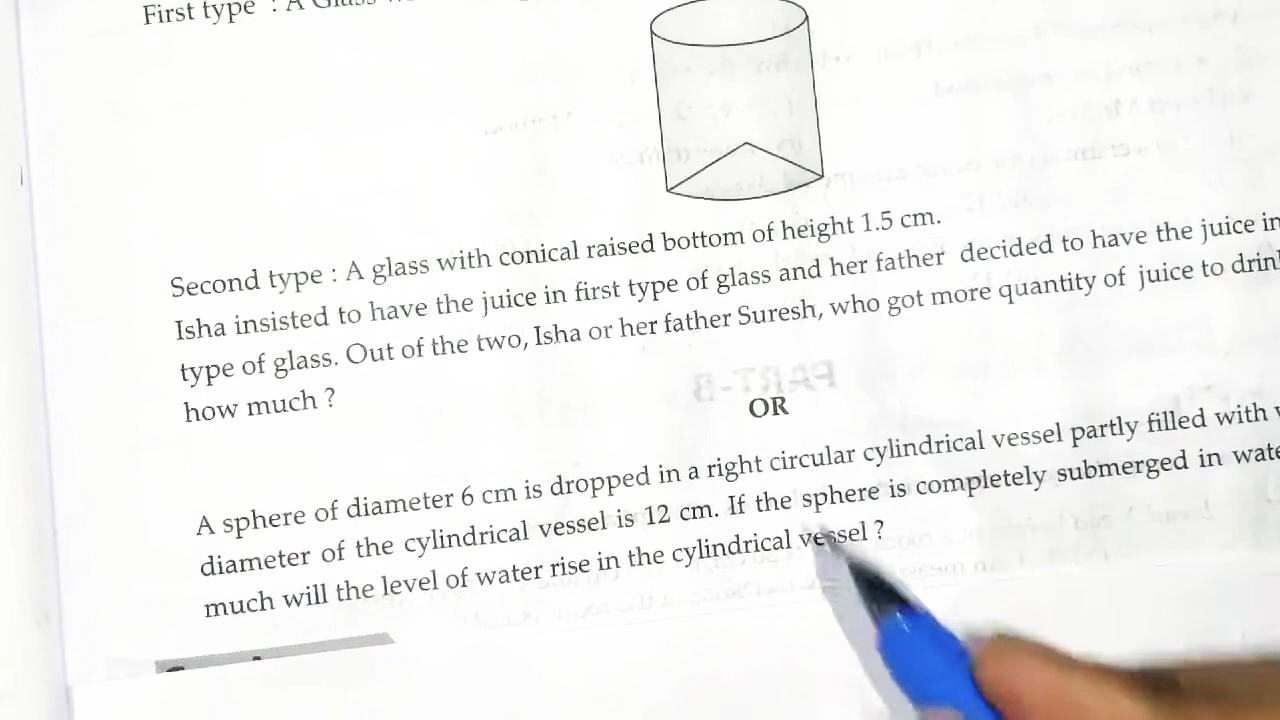 First type : A Glass
Second type : A glass with conical raised bottom of height 1.5 cm.
Isha insisted to have the juice in first type of glass and her father decided to have the juice in
type of glass. Out of the two, Isha or her father Suresh, who got more quantity of juice to
how much ?
PART-B
OR
A sphere of diameter 6 cm is dropped in a right circular cylindrical vessel partly filled with
diameter of the cylindrical vessel is 12 cm. If the sphere is completely submerged in
much will the level of water rise in the cylindrical vessel ?